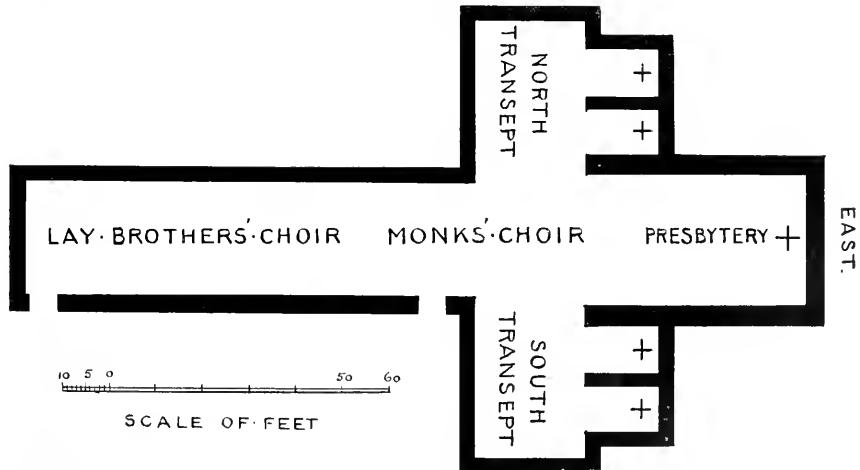 NORTH
TRANSEPT
LAY·BROTHERS'·CHOIR
MONKS'·CHOIR
PRESBYTERY
EAST.
SOUTH
TRANSEPT
10 5 0 50 60
SCALE OF·FEET